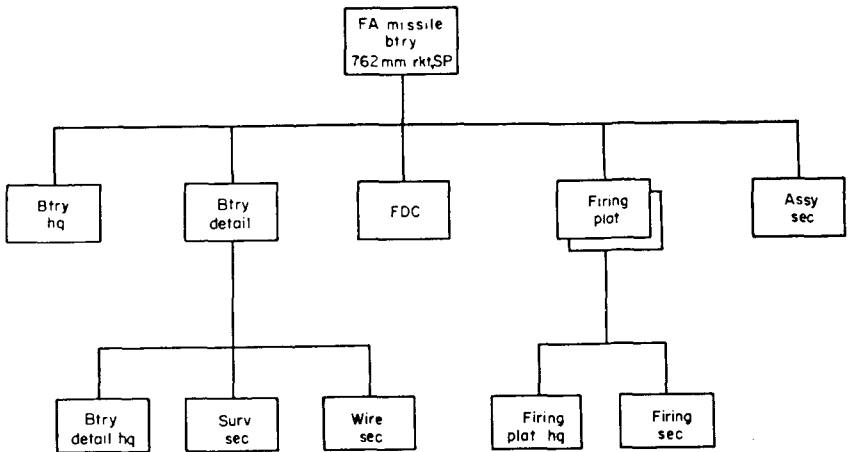 FA missile
btry
762mm rkt,SP
Btry
hq
Btry
detail
FDC
Firing
plat
Assy
sec
Btry
detail hq
Surv
sec
Wire
sec
Firing
plat hq
Firing
sec